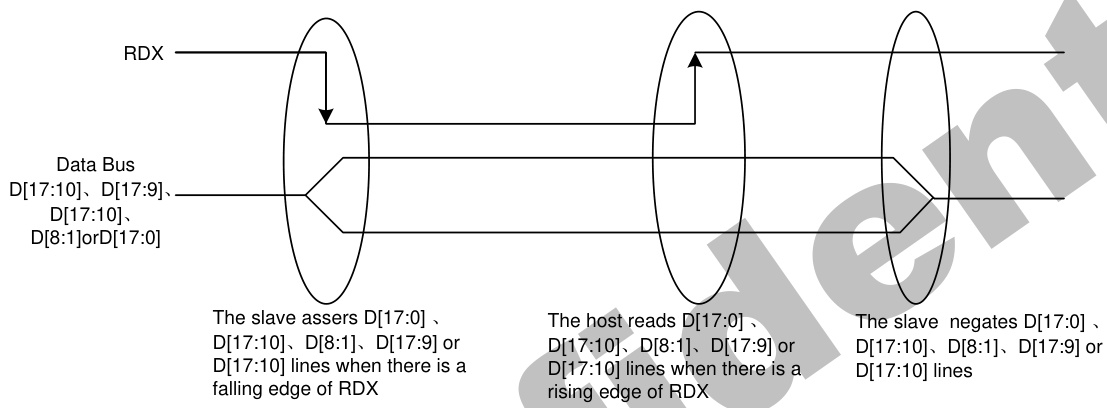 RDX
Data Bus
D[17:10]、D[17:9]、
D[17:10]、
D[8:1]orD[17:0]
The slave assers D[17:0] 、
D[17:10]、D[8:1]、D[17:9] or
D[17:10] lines when there is a
falling edge of RDX
The host reads D[17:0] 、
D[17:10]、D[8:1]、D[17:9] or
D[17:10] lines when there is a
rising edge of RDX
The slave  negates D[17:0] 、
D[17:10]、D[8:1]、D[17:9] or
D[17:10] lines
fident